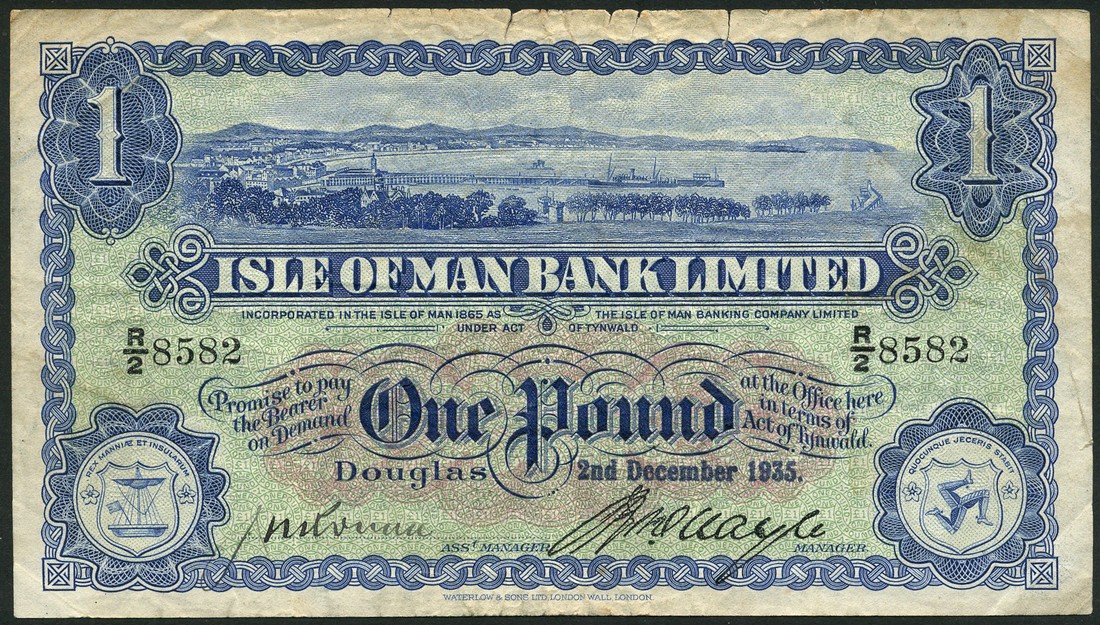 1 1
ISLE OF MAN BANK LIMITED
INCORPORATED IN THE ISLE OF MAN 1865 AS THE ISLE OF MAN BANKING COMPANY LIMITED
UNDER ACT OF TYNWALD
R/2 8582 R/2 8582
Promise to pay
the Bearer
on Demand
One Pound
at the Office here
in terms of
Act of Tynwald.
Douglas 2nd December 1935.
REX MANNIÆ ET INSULARUM
QUOCUNQUE JECERIS STABIT
ASST. MANAGER. MANAGER.
WATERLOW & SONS LTD. LONDON WALL, LONDON.